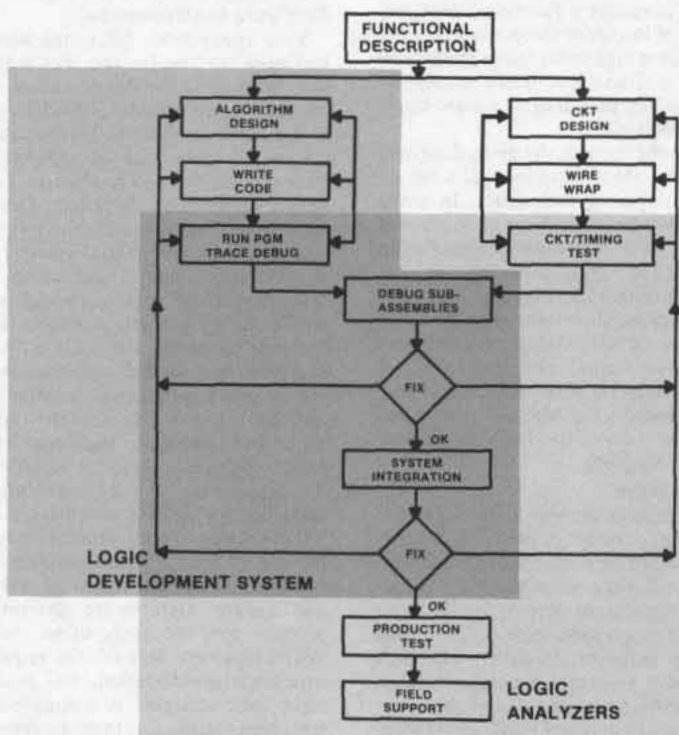 FUNCTIONAL
DESCRIPTION
ALGORITHM
DESIGN
CKT
DESIGN
WRITE
CODE
WIRE
WRAP
RUN PGM
TRACE DEBUG
CKT/TIMING
TEST
DEBUG SUB-
ASSEMBLIES
FIX
OK
SYSTEM
INTEGRATION
FIX
LOGIC
DEVELOPMENT SYSTEM
OK
PRODUCTION
TEST
FIELD
SUPPORT
LOGIC
ANALYZERS